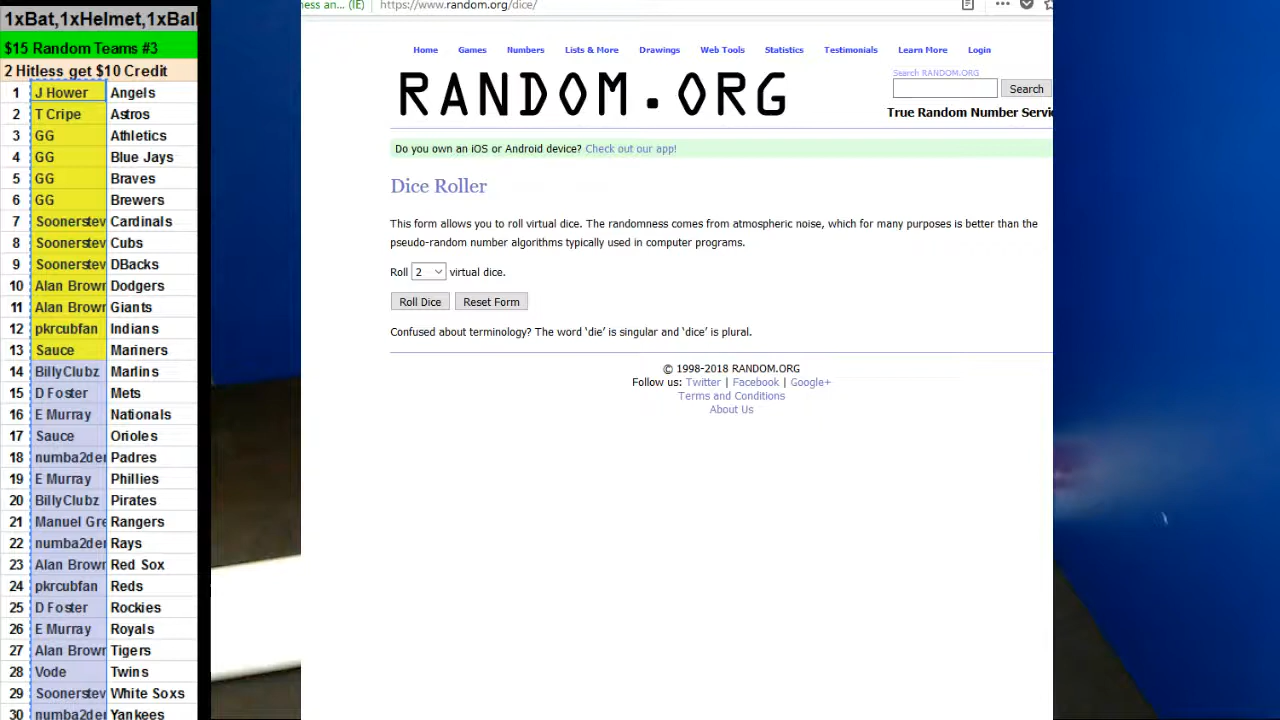 1xBat,1xHelmet,1xBall
$15 Random Teams #3
2 Hitless get $10 Credit
1 J Hower Angels
2 T Cripe Astros
3 GG Athletics
4 GG Blue Jays
5 GG Braves
6 GG Brewers
7 Soonerstev Cardinals
8 Soonerstev Cubs
9 Soonerstev DBacks
10 Alan Brown Dodgers
11 Alan Brown Giants
12 pkrcubfan Indians
13 Sauce Mariners
14 BillyClubz Marlins
15 D Foster Mets
16 E Murray Nationals
17 Sauce Orioles
18 numba2der Padres
19 E Murray Phillies
20 BillyClubz Pirates
21 Manuel Gre Rangers
22 numba2der Rays
23 Alan Brown Red Sox
24 pkrcubfan Reds
25 D Foster Rockies
26 E Murray Royals
27 Alan Brown Tigers
28 Vode Twins
29 Soonerstev White Soxs
30 numba2der Yankees
ness an... (IE) https://www.random.org/dice/
Home Games Numbers Lists & More Drawings Web Tools Statistics Testimonials Learn More Login
RANDOM.ORG
Search RANDOM.ORG
Search
True Random Number Servi
Do you own an iOS or Android device? Check out our app!
Dice Roller
This form allows you to roll virtual dice. The randomness comes from atmospheric noise, which for many purposes is better than the
pseudo-random number algorithms typically used in computer programs.
Roll 2 virtual dice.
Roll Dice Reset Form
Confused about terminology? The word ‘die’ is singular and ‘dice’ is plural.
© 1998-2018 RANDOM.ORG
Follow us: Twitter | Facebook | Google+
Terms and Conditions
About Us